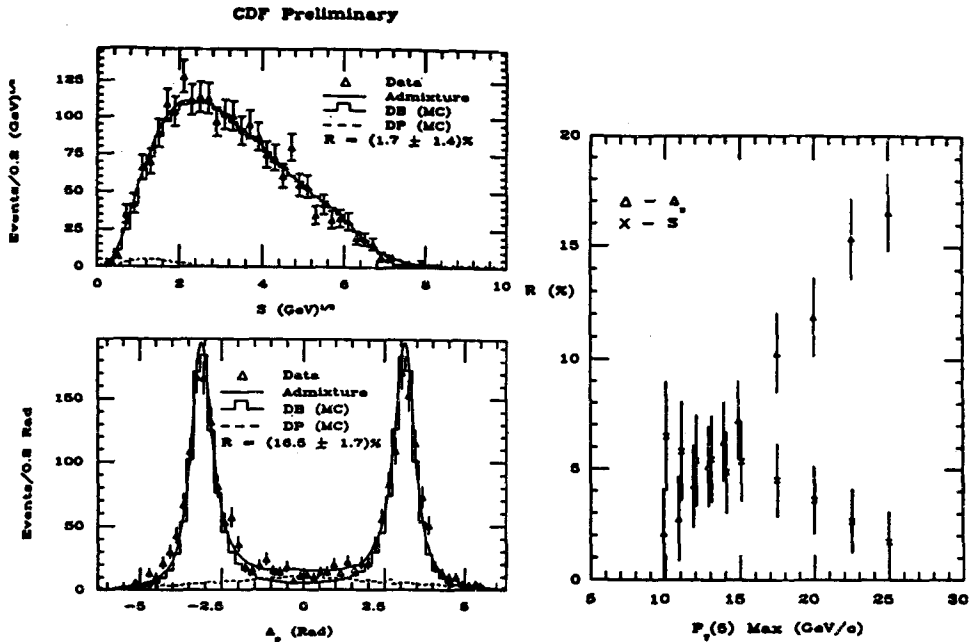 CDF Preliminary
Events/0.2 (GeV)¹/²
125
100
75
50
25
0
Δ Data
Admixture
DB (MC)
DP (MC)
R = (1.7 ± 1.4)%
0 2 4 6 8 10
S (GeV)¹/²
Events/0.2 Rad
150
100
50
0
Δ Data
Admixture
DB (MC)
DP (MC)
R = (16.5 ± 1.7)%
−5 −2.5 0 2.5 5
R (%)
20
15
10
5
0
Δ − Δ
× − S
5 10 15 20 25 30
(5) Max (GeV/c)
(Rad)